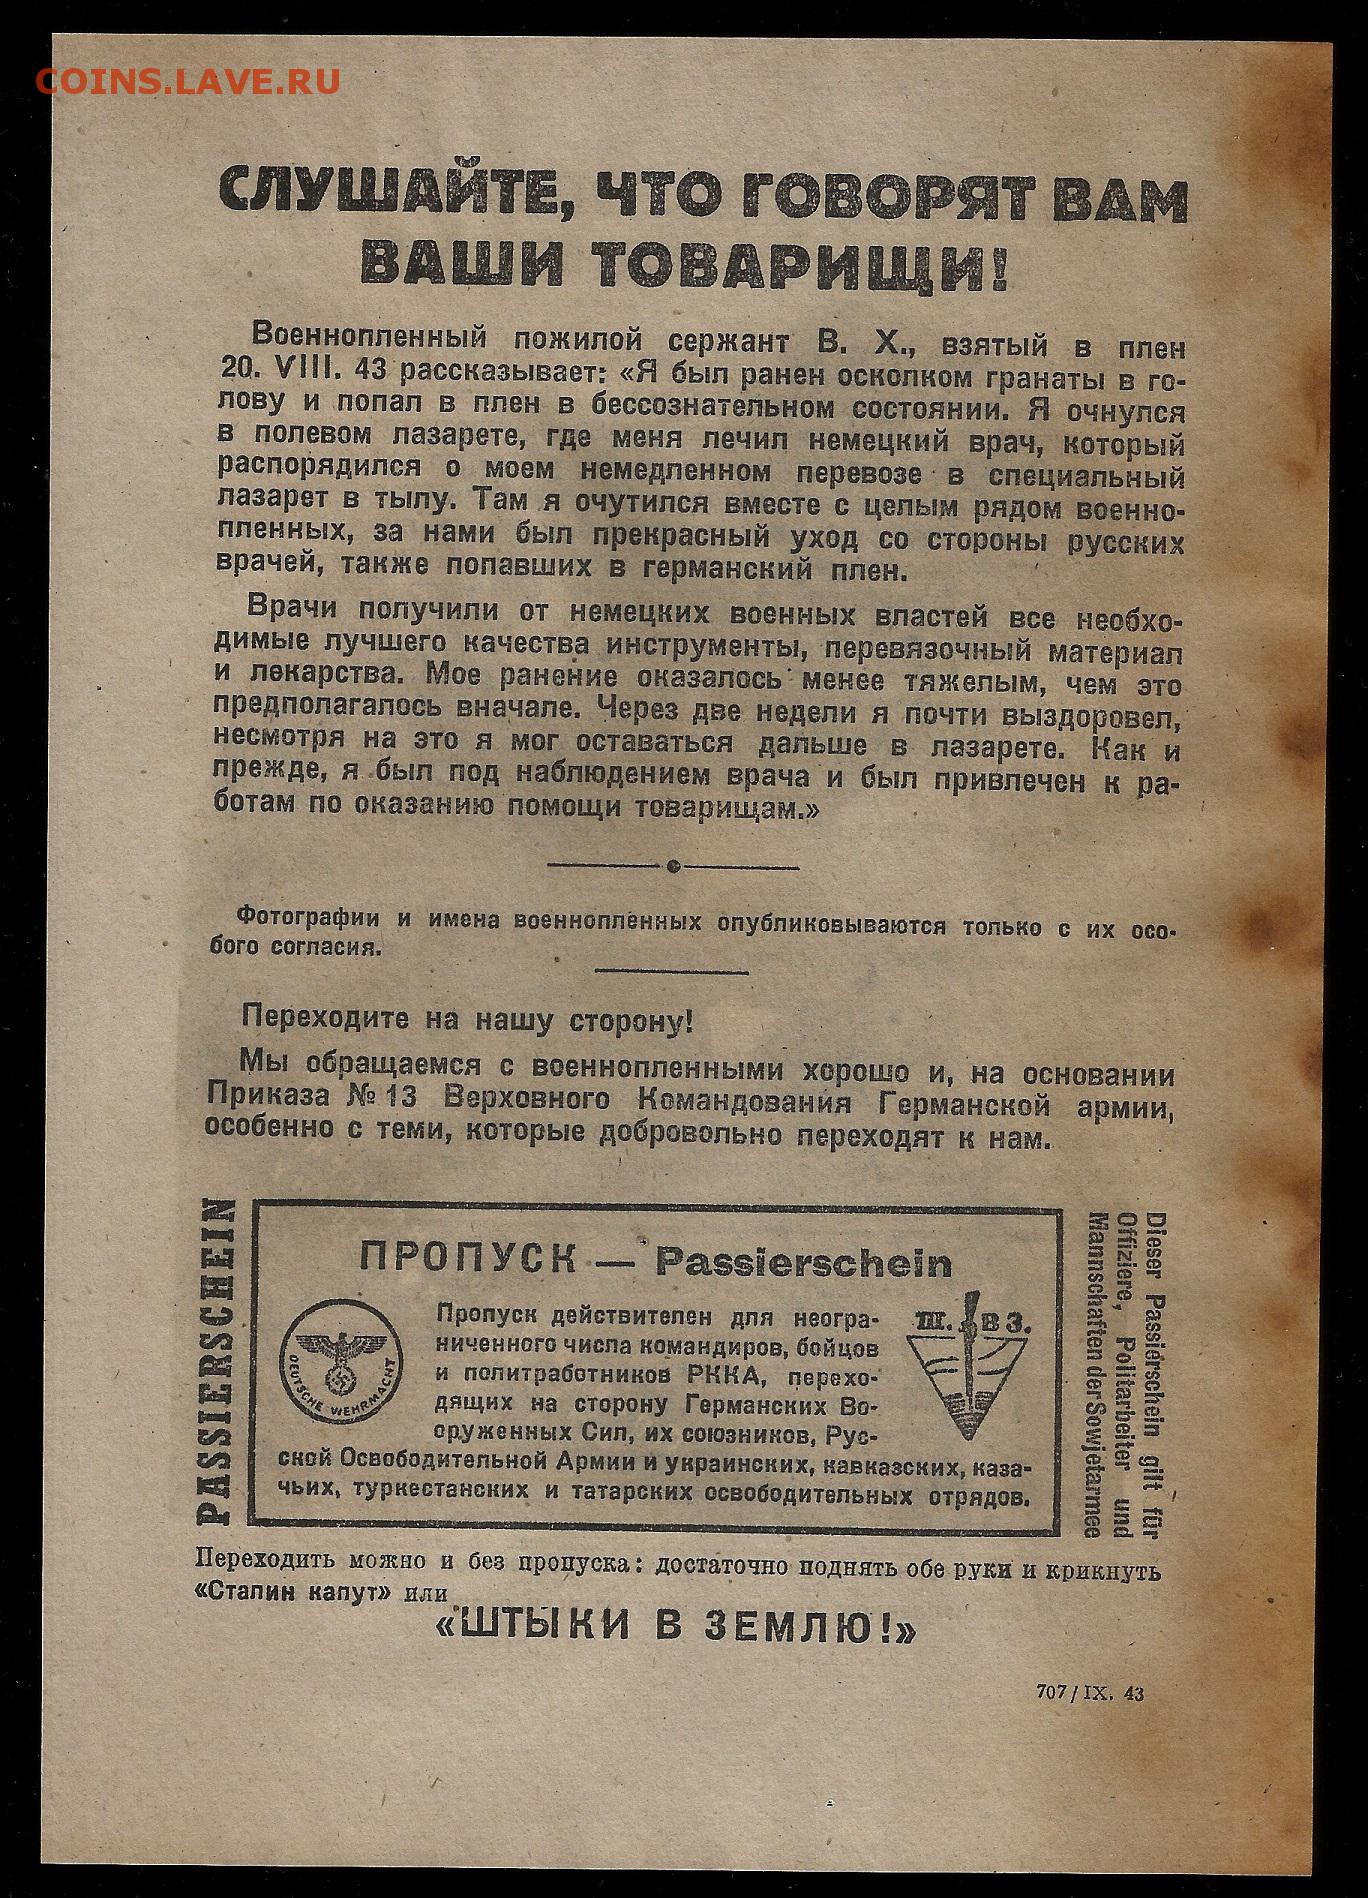 COINS.LAVE.RU
СЛУШАЙТЕ, ЧТО ГОВОРЯТ ВАМ
ВАШИ ТОВАРИЩИ!
Военнопленный пожилой сержант В. Х., взятый в плен
20. VIII. 43 рассказывает: «Я был ранен осколком гранаты в го-
лову и попал в плен в бессознательном состоянии. Я очнулся
в полевом лазарете, где меня лечил немецкий врач, который
распорядился о моем немедленном перевозе в специальный
лазарет в тылу. Там я очутился вместе с целым рядом военно-
пленных, за нами был прекрасный уход со стороны русских
врачей, также попавших в германский плен.
Врачи получили от немецких военных властей все необхо-
димые лучшего качества инструменты, перевязочный материал
и лекарства. Мое ранение оказалось менее тяжелым, чем это
предполагалось вначале. Через две недели я почти выздоровел,
несмотря на это я мог оставаться дальше в лазарете. Как и
прежде, я был под наблюдением врача и был привлечен к ра-
ботам по оказанию помощи товарищам.»
Фотографии и имена военнопленных опубликовываются только с их осо-
бого согласия.
Переходите на нашу сторону!
Мы обращаемся с военнопленными хорошо и, на основании
Приказа № 13 Верховного Командования Германской армии,
особенно с теми, которые добровольно переходят к нам.
PASSIERSCHEIN
ПРОПУСК — Passierschein
DEUTSCHE WEHRMACHT
Пропуск действителен для неогра-
ниченного числа командиров, бойцов
и политработников РККА, перехо-
дящих на сторону Германских Во-
оруженных Сил, их союзников, Рус-
ской Освободительной Армии и украинских, кавказских, каза-
чьих, туркестанских и татарских освободительных отрядов.
Ш. В З.
Dieser Passierschein gilt für
Offiziere, Politarbeiter und
Mannschaften der Sowjetarmee
Переходить можно и без пропуска: достаточно поднять обе руки и крикнуть
«Сталин капут» или
«ШТЫКИ В ЗЕМЛЮ!»
707 / IX. 43